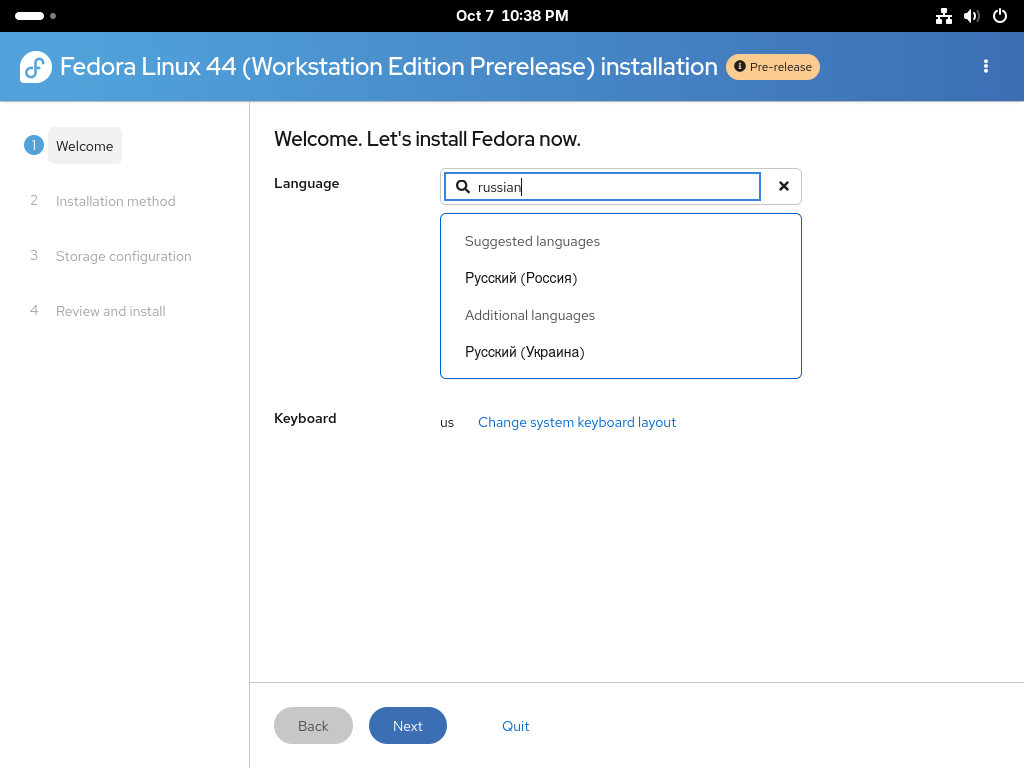 Oct 7 10:38 PM
Fedora Linux 44 (Workstation Edition Prerelease) installation
Pre-release
1 Welcome
2 Installation method
3 Storage configuration
4 Review and install
Welcome. Let's install Fedora now.
Language
russian
Suggested languages
Русский (Россия)
Additional languages
Русский (Украина)
Keyboard
us Change system keyboard layout
Back Next Quit